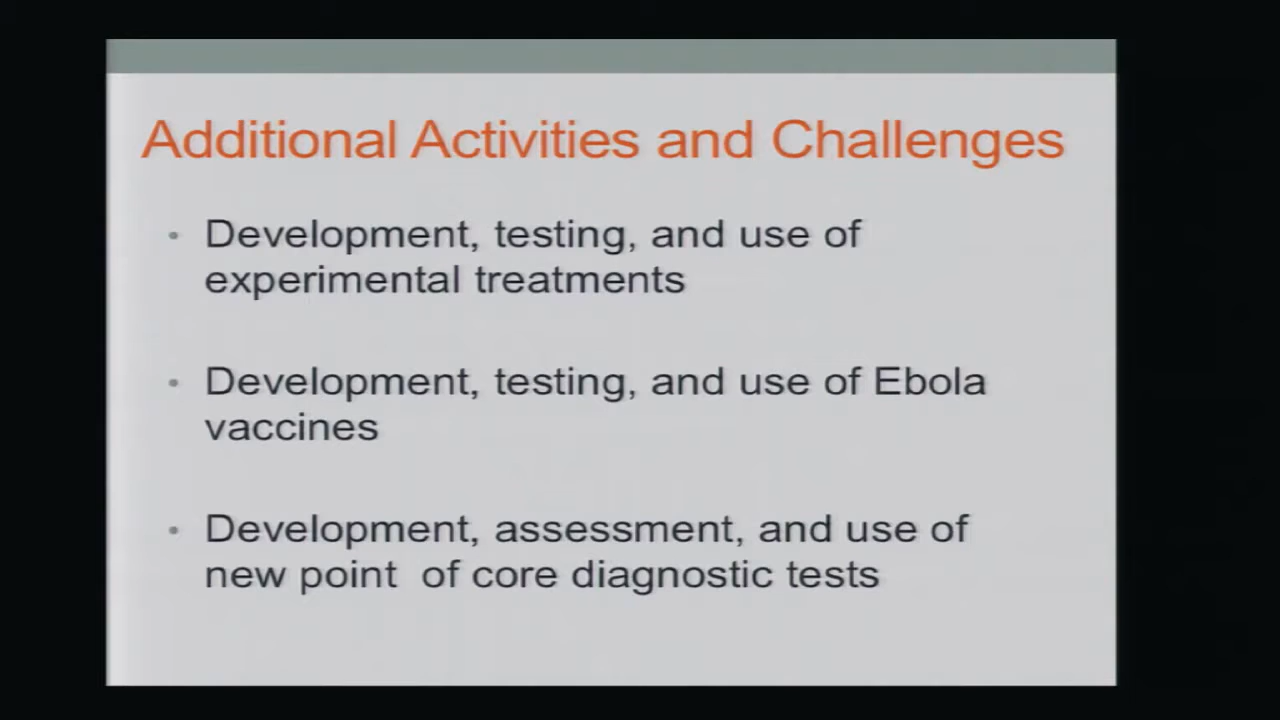 Additional Activities and Challenges
• Development, testing, and use of
experimental treatments
• Development, testing, and use of Ebola
vaccines
• Development, assessment, and use of
new point  of core diagnostic tests